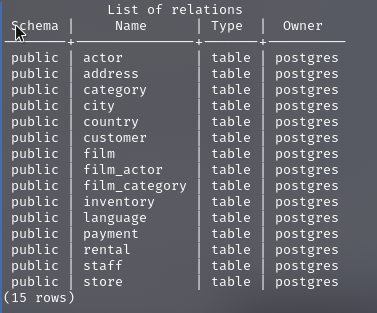 List of relations
Schema | Name | Type | Owner
public | actor | table | postgres
public | address | table | postgres
public | category | table | postgres
public | city | table | postgres
public | country | table | postgres
public | customer | table | postgres
public | film | table | postgres
public | film_actor | table | postgres
public | film_category | table | postgres
public | inventory | table | postgres
public | language | table | postgres
public | payment | table | postgres
public | rental | table | postgres
public | staff | table | postgres
public | store | table | postgres
(15 rows)